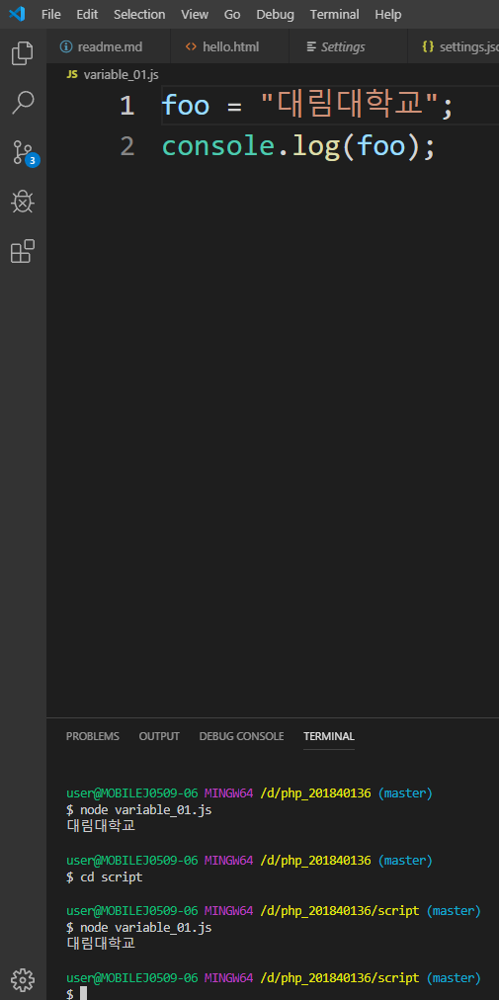 File Edit Selection View Go Debug Terminal Help
readme.md hello.html Settings settings.jso
JS variable_01.js
1 foo = "대림대학교";
2 console.log(foo);
3
PROBLEMS OUTPUT DEBUG CONSOLE TERMINAL
user@MOBILEJ0509-06 MINGW64 /d/php_201840136 (master)
$ node variable_01.js
대림대학교
user@MOBILEJ0509-06 MINGW64 /d/php_201840136 (master)
$ cd script
user@MOBILEJ0509-06 MINGW64 /d/php_201840136/script (master)
$ node variable_01.js
대림대학교
user@MOBILEJ0509-06 MINGW64 /d/php_201840136/script (master)
$